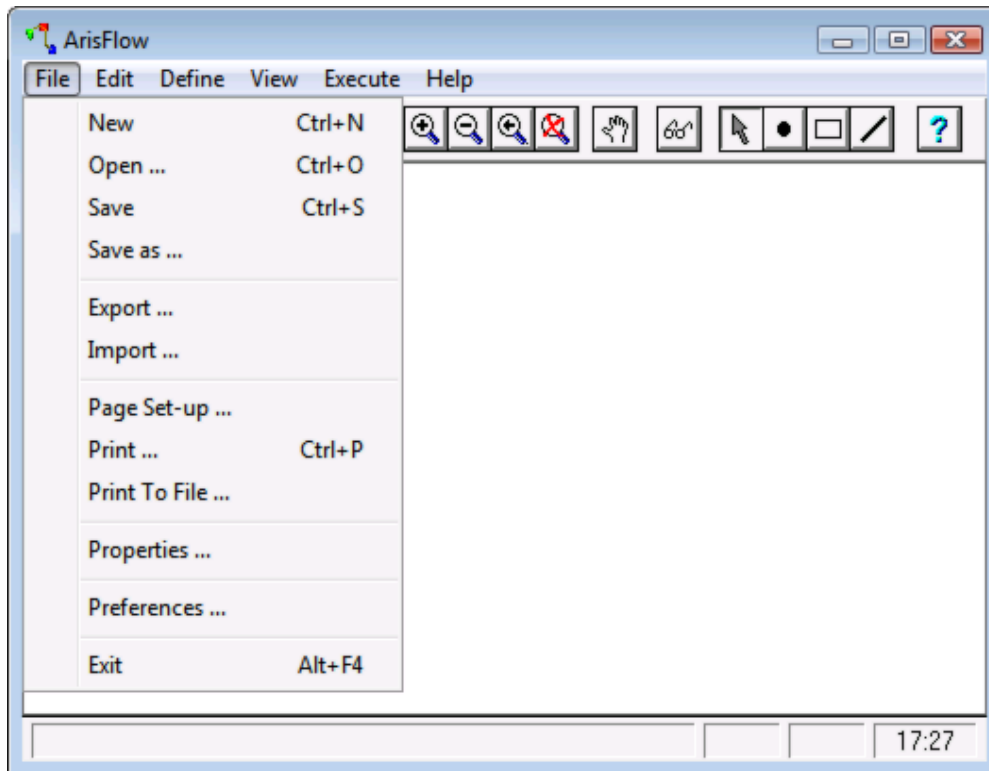 ArisFlow
File Edit Define View Execute Help
New Ctrl+N
Open ... Ctrl+O
Save Ctrl+S
Save as ...
Export ...
Import ...
Page Set-up ...
Print ... Ctrl+P
Print To File ...
Properties ...
Preferences ...
Exit Alt+F4
17:27